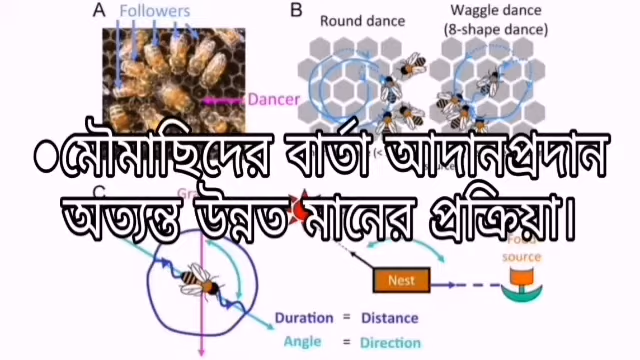 A
Followers
Dancer
B
Round dance
Waggle dance
(8-shape dance)
○মৌমাছিদের বার্তা আদানপ্রদান
অত্যন্ত উন্নত মানের প্রক্রিয়া।
C
Food
source
Nest
Duration = Distance
Angle = Direction